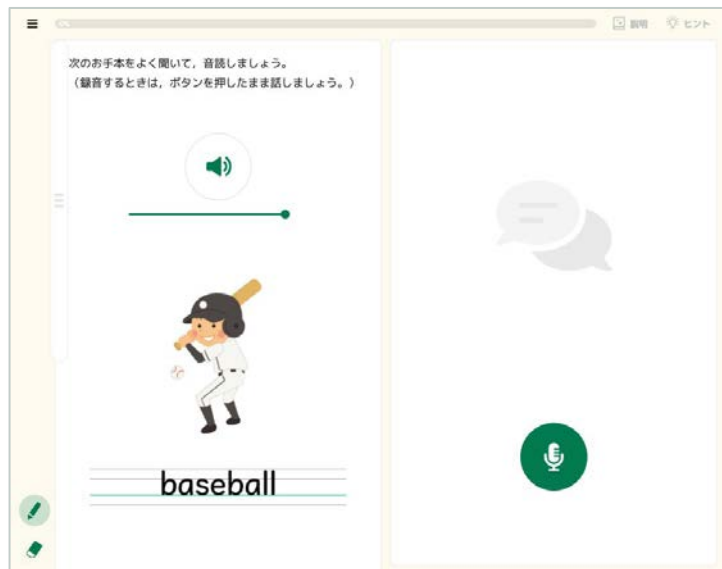 説明
ヒント
次のお手本をよく聞いて，音読しましょう。
（録音するときは，ボタンを押したまま話しましょう。）
baseball